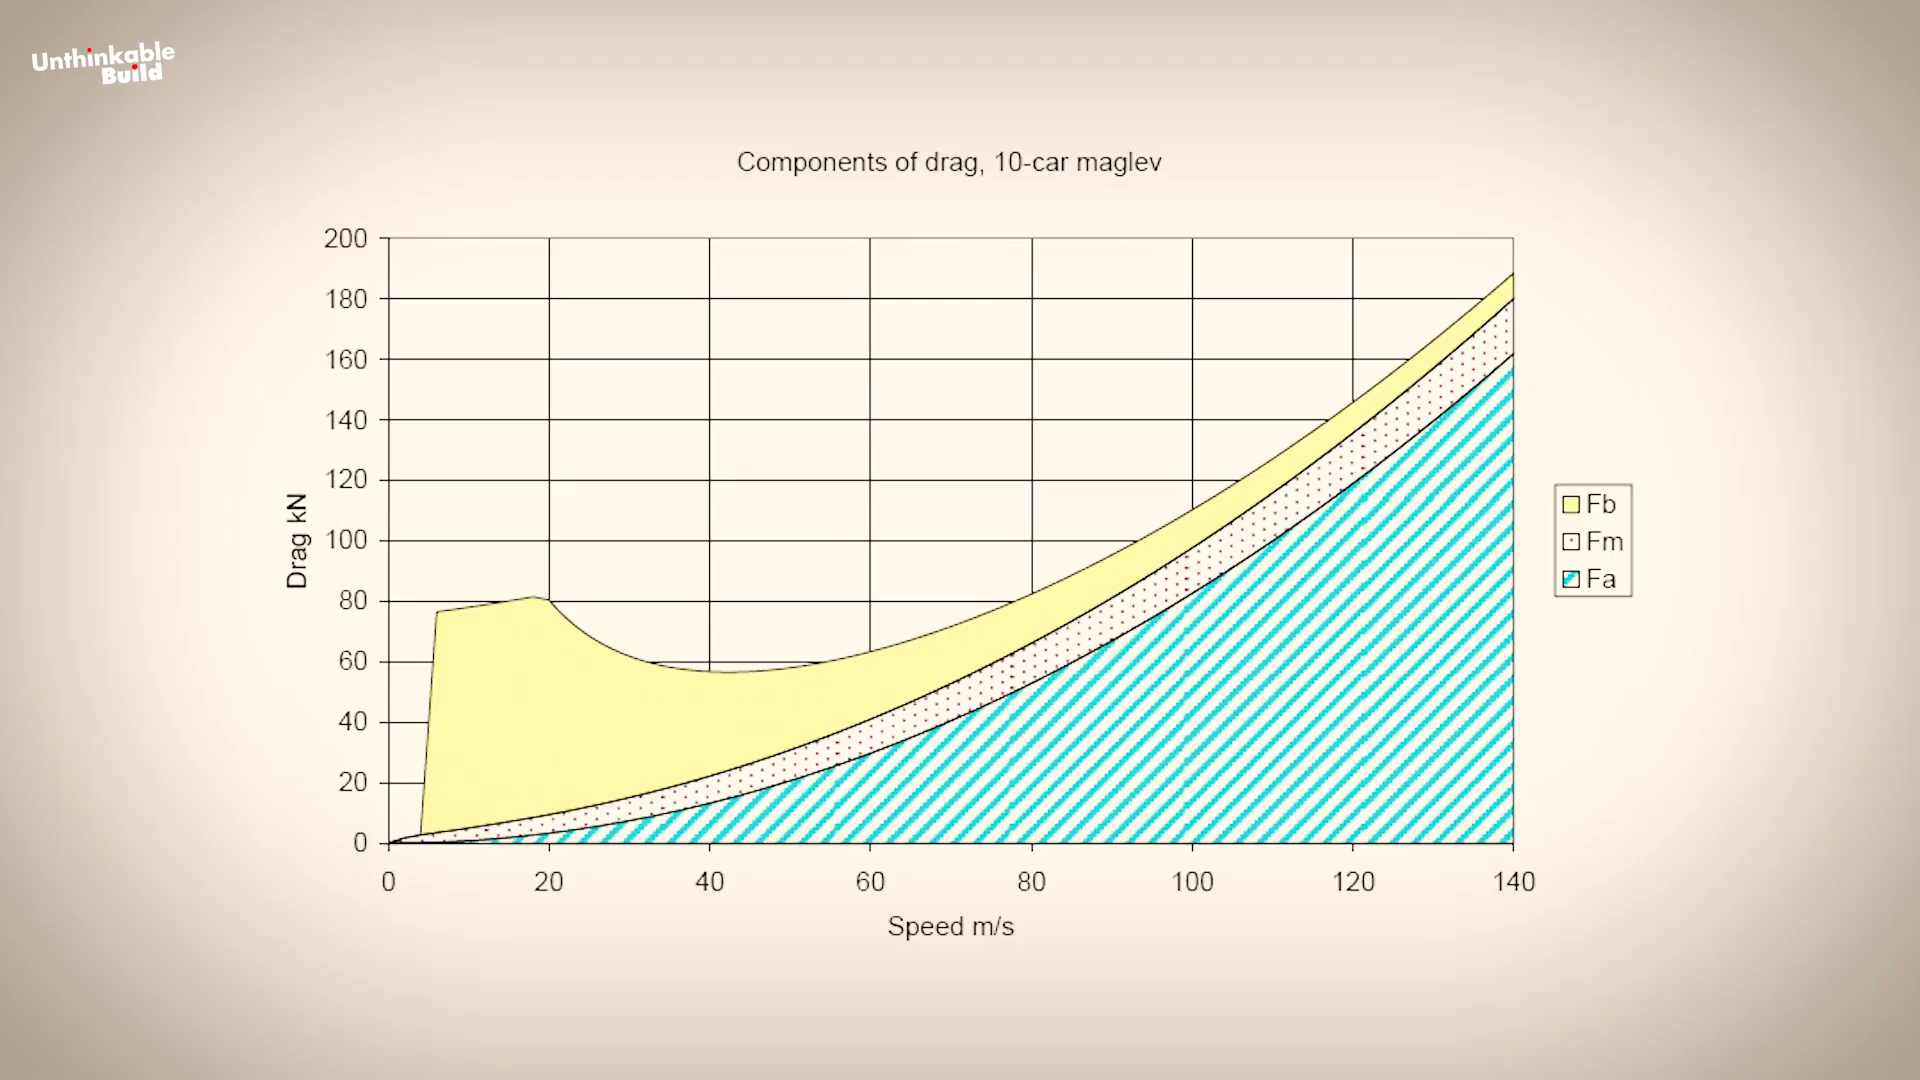 Unthinkable
Build
Components of drag, 10-car maglev
200
180
160
140
120
100
80
60
40
20
0
Drag kN
0 20 40 60 80 100 120 140
Speed m/s
Fb
Fm
Fa